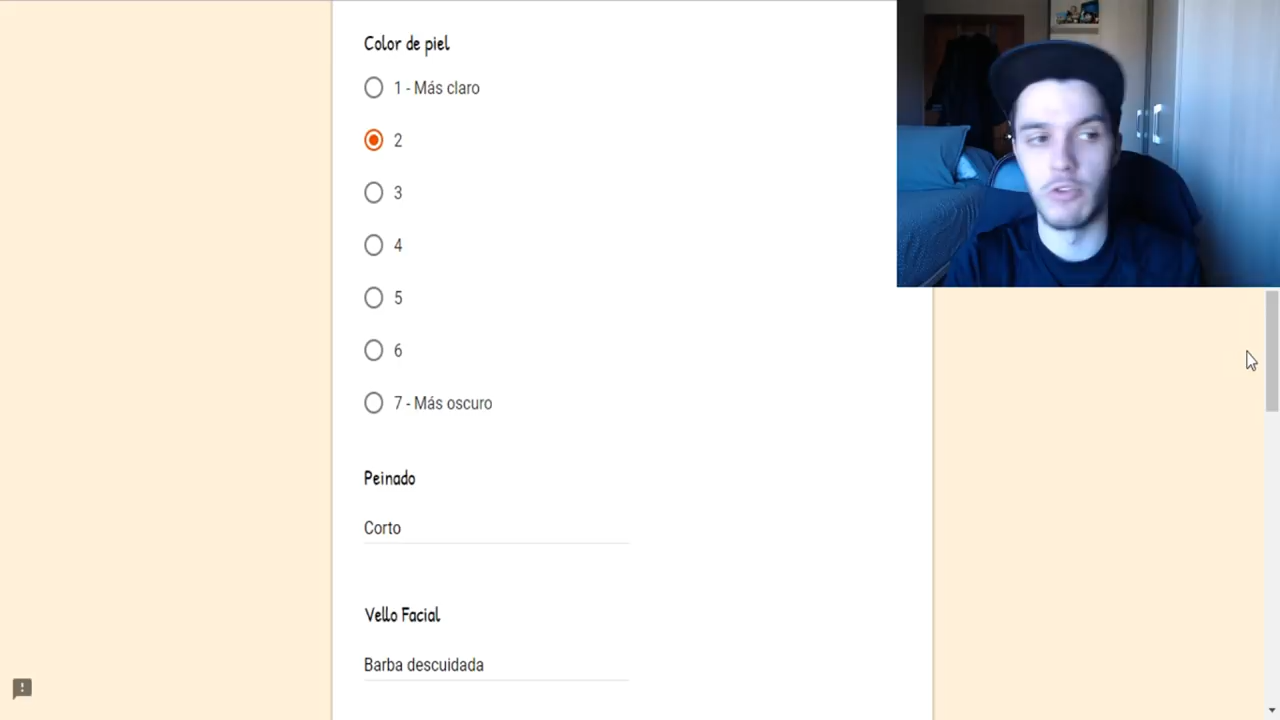 Color de piel
1 - Más claro
2
3
4
5
6
7 - Más oscuro
Peinado
Corto
Vello Facial
Barba descuidada